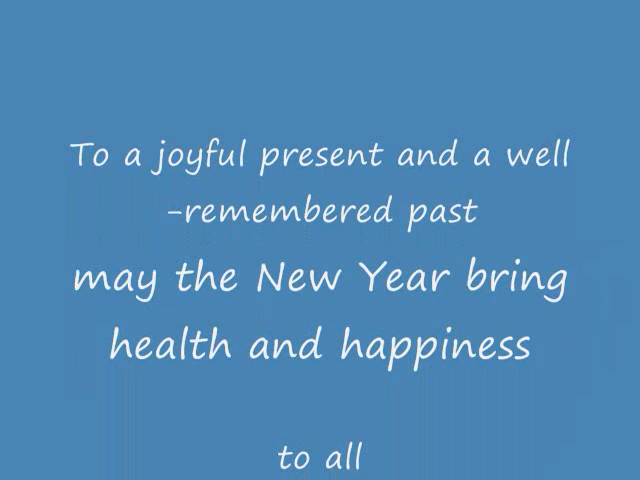 To a joyful present and a well
-remembered past
may the New Year bring
health and happiness
to all